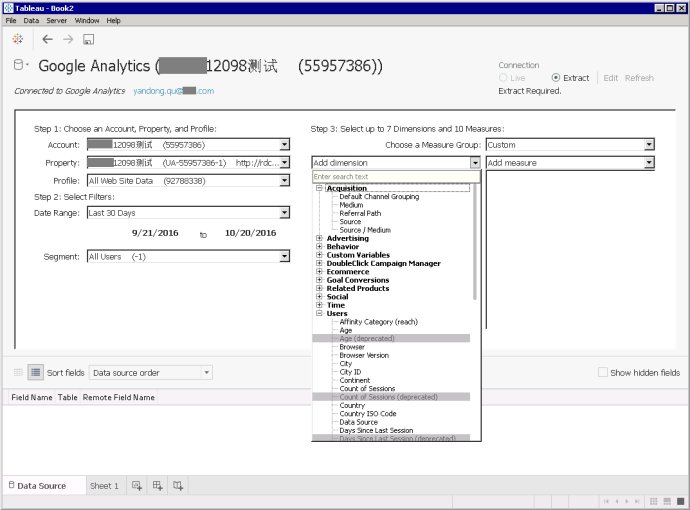 Tableau - Book2
File Data Server Window Help
Google Analytics ( 12098测试 (55957386))
Connection
Live Extract Edit Refresh
Connected to Google Analytics yandong.qu@ .com
Extract Required.
Step 1: Choose an Account, Property, and Profile:
Account: 12098测试 (55957386)
Property: 12098测试 (UA-55957386-1) http://rdc...
Profile: All Web Site Data (92788338)
Step 2: Select Filters:
Date Range: Last 30 Days
9/21/2016 to 10/20/2016
Segment: All Users (-1)
Step 3: Select up to 7 Dimensions and 10 Measures:
Choose a Measure Group: Custom
Add dimension
Add measure
Enter search text
Acquisition
Default Channel Grouping
Medium
Referral Path
Source
Source / Medium
Advertising
Behavior
Custom Variables
DoubleClick Campaign Manager
Ecommerce
Goal Conversions
Related Products
Social
Time
Users
Affinity Category (reach)
Age
Age (deprecated)
Browser
Browser Version
City
City ID
Continent
Count of Sessions
Count of Sessions (deprecated)
Country
Country ISO Code
Data Source
Days Since Last Session
Days Since Last Session (deprecated)
Sort fields Data source order
Show hidden fields
Field Name Table Remote Field Name
Data Source Sheet 1